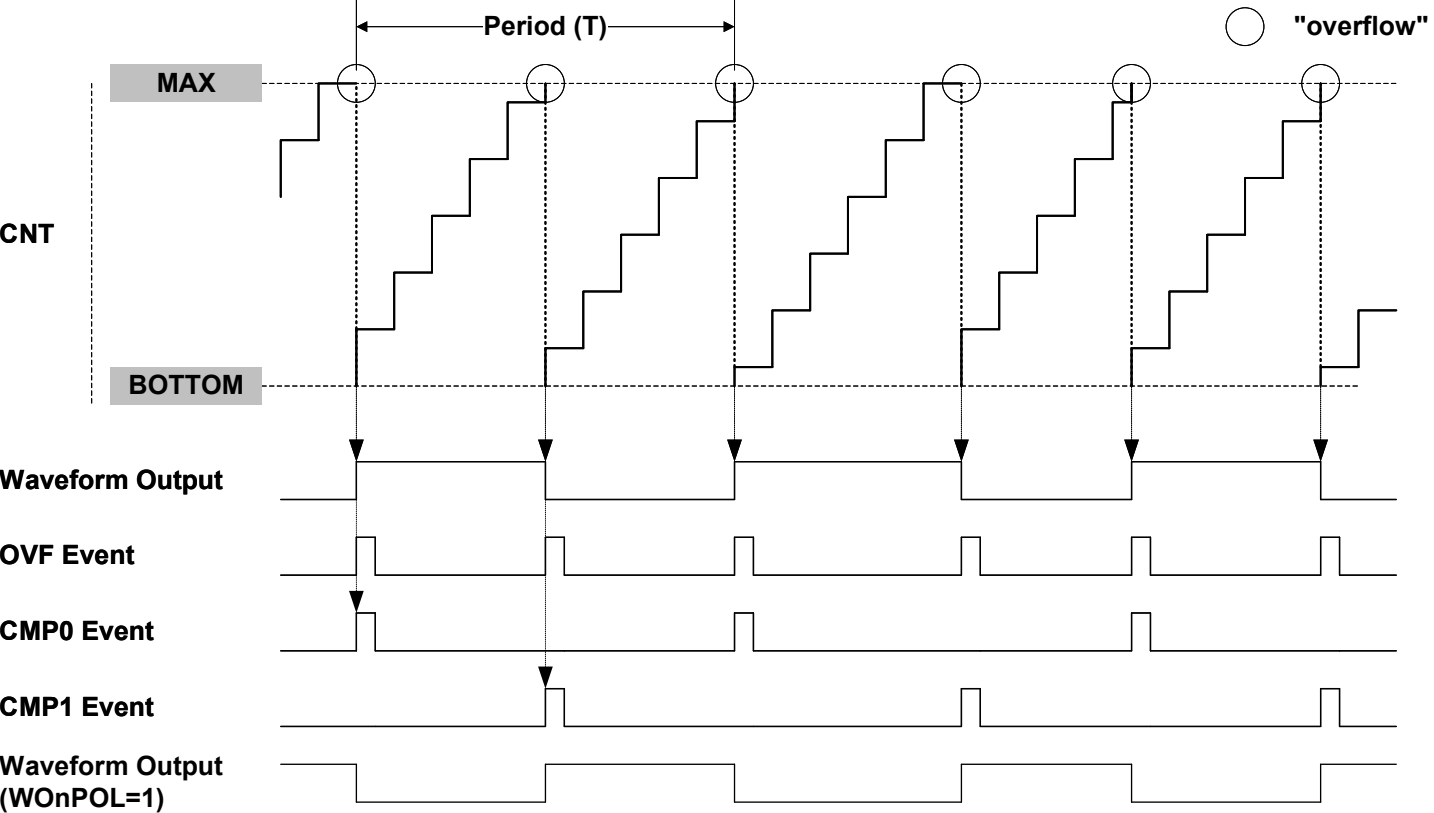 Period (T)
"overflow"
MAX
CNT
BOTTOM
Waveform Output
OVF Event
CMP0 Event
CMP1 Event
Waveform Output
(WOnPOL=1)